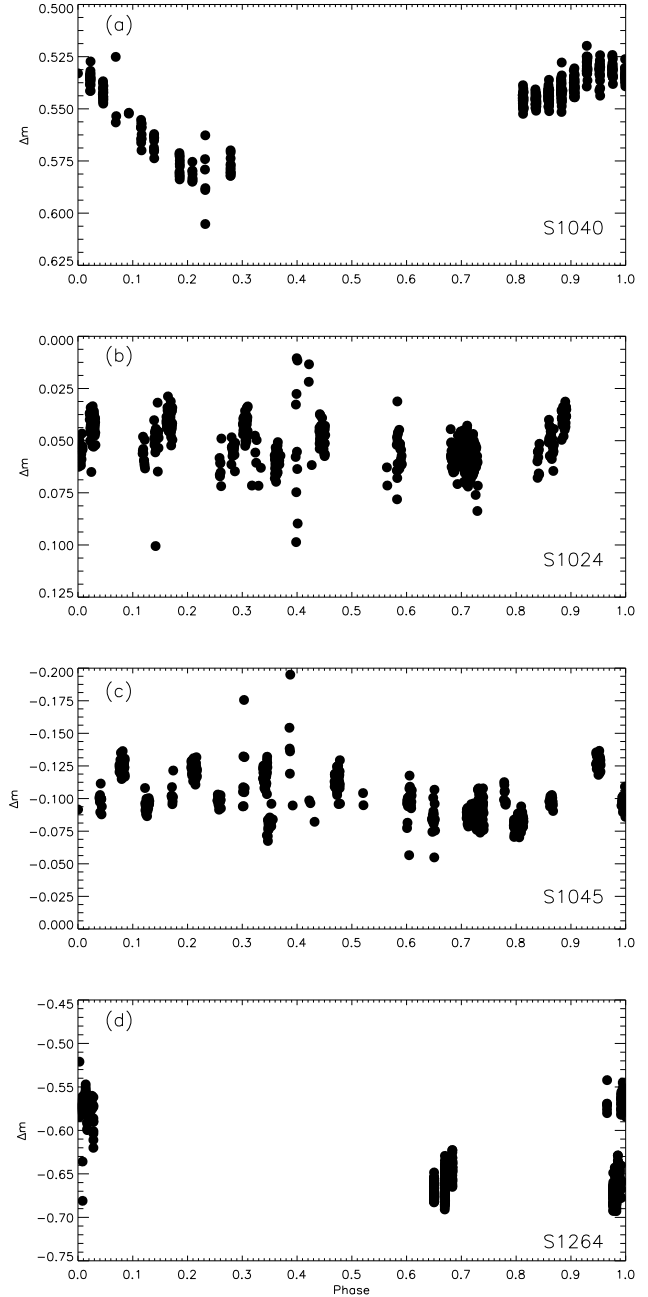 (a)
0.500
0.525
0.550
0.575
0.600
0.625
Δm
S1040
0.0 0.1 0.2 0.3 0.4 0.5 0.6 0.7 0.8 0.9 1.0
(b)
0.000
0.025
0.050
0.075
0.100
0.125
Δm
S1024
0.0 0.1 0.2 0.3 0.4 0.5 0.6 0.7 0.8 0.9 1.0
(c)
−0.200
−0.175
−0.150
−0.125
−0.100
−0.075
−0.050
−0.025
0.000
Δm
S1045
0.0 0.1 0.2 0.3 0.4 0.5 0.6 0.7 0.8 0.9 1.0
(d)
−0.45
−0.50
−0.55
−0.60
−0.65
−0.70
−0.75
Δm
S1264
0.0 0.1 0.2 0.3 0.4 0.5 0.6 0.7 0.8 0.9 1.0
Phase